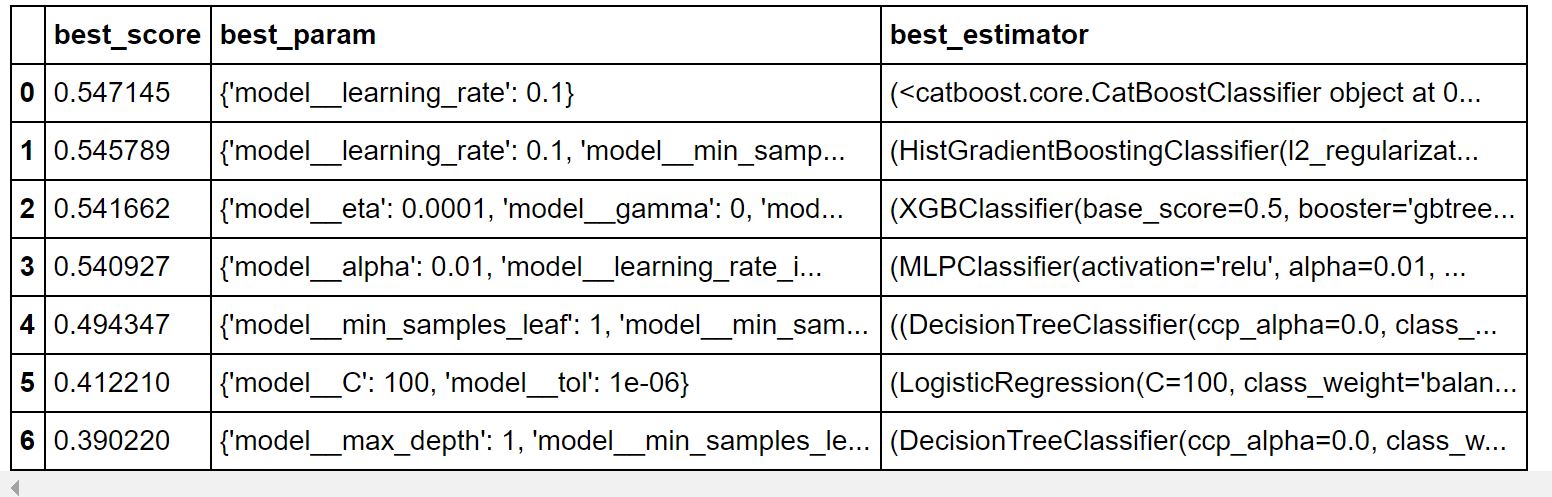 best_score best_param best_estimator
0 0.547145 {'model__learning_rate': 0.1} (<catboost.core.CatBoostClassifier object at 0...
1 0.545789 {'model__learning_rate': 0.1, 'model__min_samp... (HistGradientBoostingClassifier(l2_regularizat...
2 0.541662 {'model__eta': 0.0001, 'model__gamma': 0, 'mod... (XGBClassifier(base_score=0.5, booster='gbtree...
3 0.540927 {'model__alpha': 0.01, 'model__learning_rate_i... (MLPClassifier(activation='relu', alpha=0.01, ...
4 0.494347 {'model__min_samples_leaf': 1, 'model__min_sam... ((DecisionTreeClassifier(ccp_alpha=0.0, class_...
5 0.412210 {'model__C': 100, 'model__tol': 1e-06} (LogisticRegression(C=100, class_weight='balan...
6 0.390220 {'model__max_depth': 1, 'model__min_samples_le... (DecisionTreeClassifier(ccp_alpha=0.0, class_w...